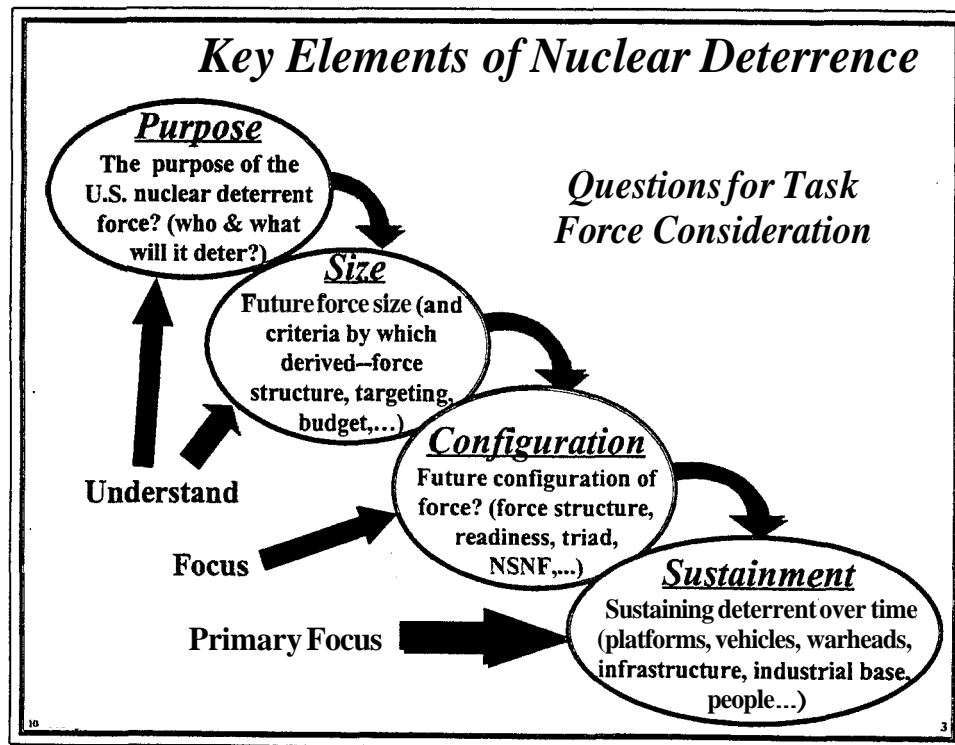 Key Elements of Nuclear Deterrence
Purpose
The purpose of the
U.S. nuclear deterrent
force? (who & what
will it deter?)
Questions for Task
Force Consideration
Size
Future force size (and
criteria by which
derived--force
structure, targeting,
budget,...)
Configuration
Future configuration of
force? (force structure,
readiness, triad,
NSNF,...)
Understand
Focus
Sustainment
Sustaining deterrent over time
(platforms, vehicles, warheads,
infrastructure, industrial base,
people...)
Primary Focus
10
3